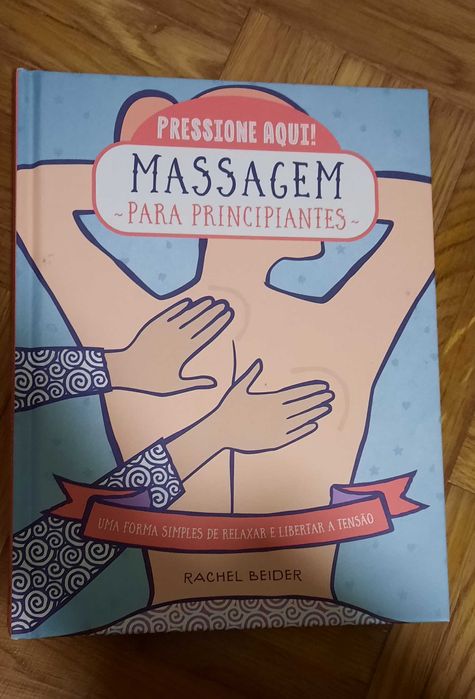 PRESSIONE AQUI!
MASSAGEM
~PARA PRINCIPIANTES~
UMA FORMA SIMPLES DE RELAXAR E LIBERTAR A TENSÃO
RACHEL BEIDER